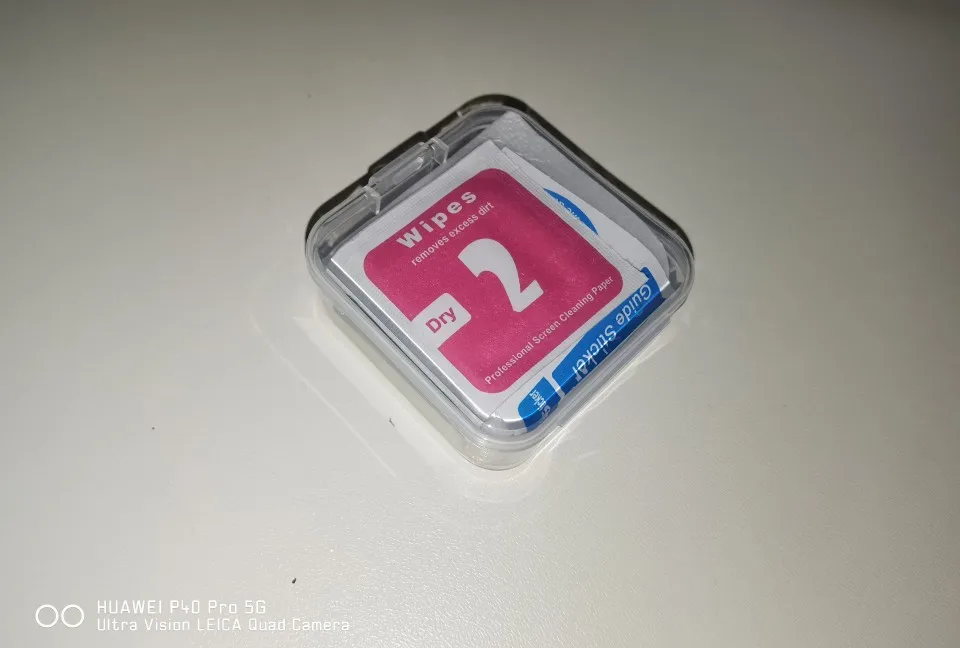 Wipes
removes excess dirt
2
Dry
Professional Screen Cleaning Paper
Guide Sticker
HUAWEI P40 Pro 5G
Ultra Vision LEICA Quad Camera